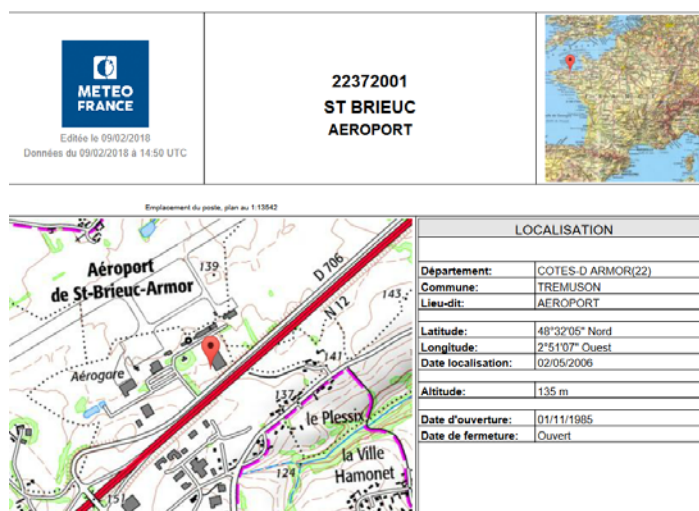 METEO
FRANCE
Editée le 09/02/2018
Données du 09/02/2018 à 14:50 UTC
22372001
ST BRIEUC
AEROPORT
Emplacement du poste, plan au 1:13542
Aéroport
de St-Brieuc-Armor
139
D 706
N 12
143
141
Aérogare
137
le Plessix
la Ville
Hamonet
124
151
LOCALISATION
Département: COTES-D ARMOR(22)
Commune: TREMUSON
Lieu-dit: AEROPORT
Latitude: 48°32'05" Nord
Longitude: 2°51'07" Ouest
Date localisation: 02/05/2006
Altitude: 135 m
Date d'ouverture: 01/11/1985
Date de fermeture: Ouvert